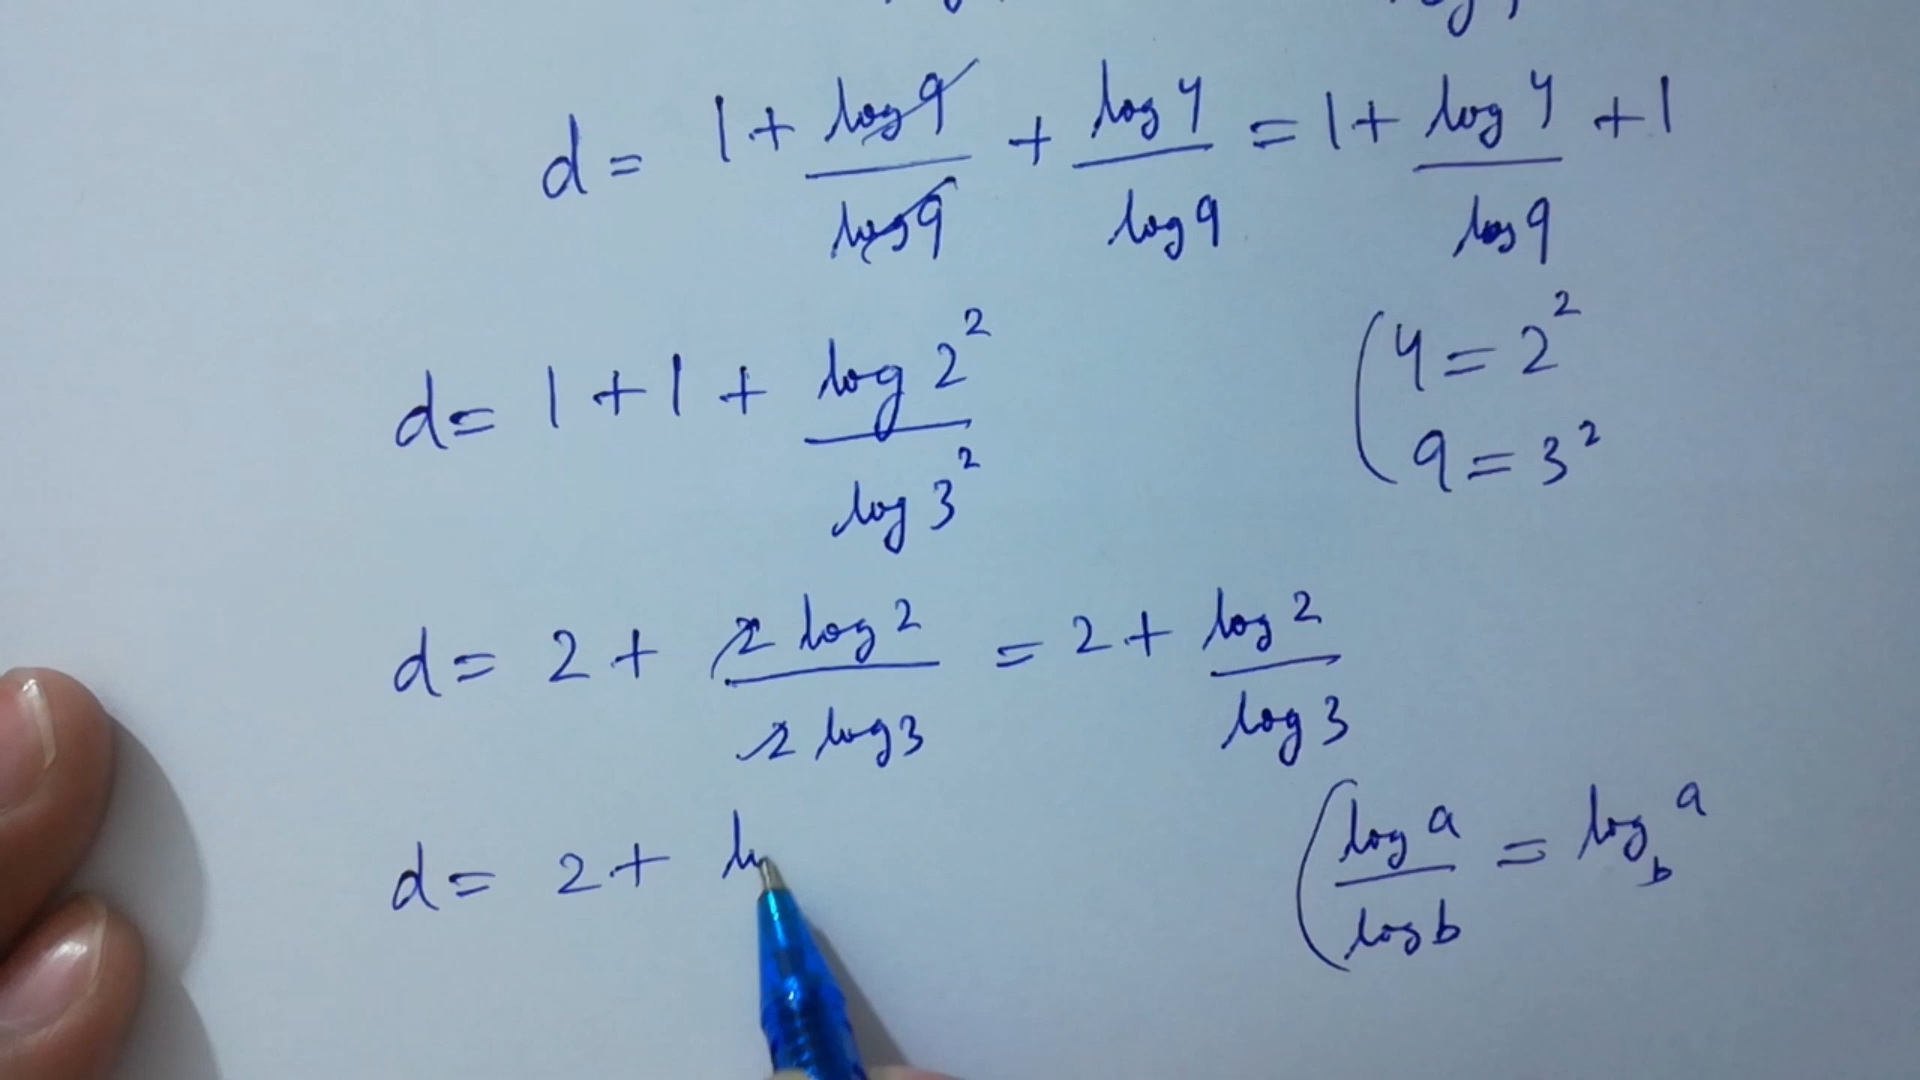 d = 1 + log 9 / log 9 + log 4 / log 9 = 1 + log 4 / log 9 + 1
d = 1 + 1 + log 2² / log 3²
( 4 = 2²
9 = 3²
d = 2 + 2 log 2 / 2 log 3 = 2 + log 2 / log 3
d = 2 + lo
( log a / log b = log_b a